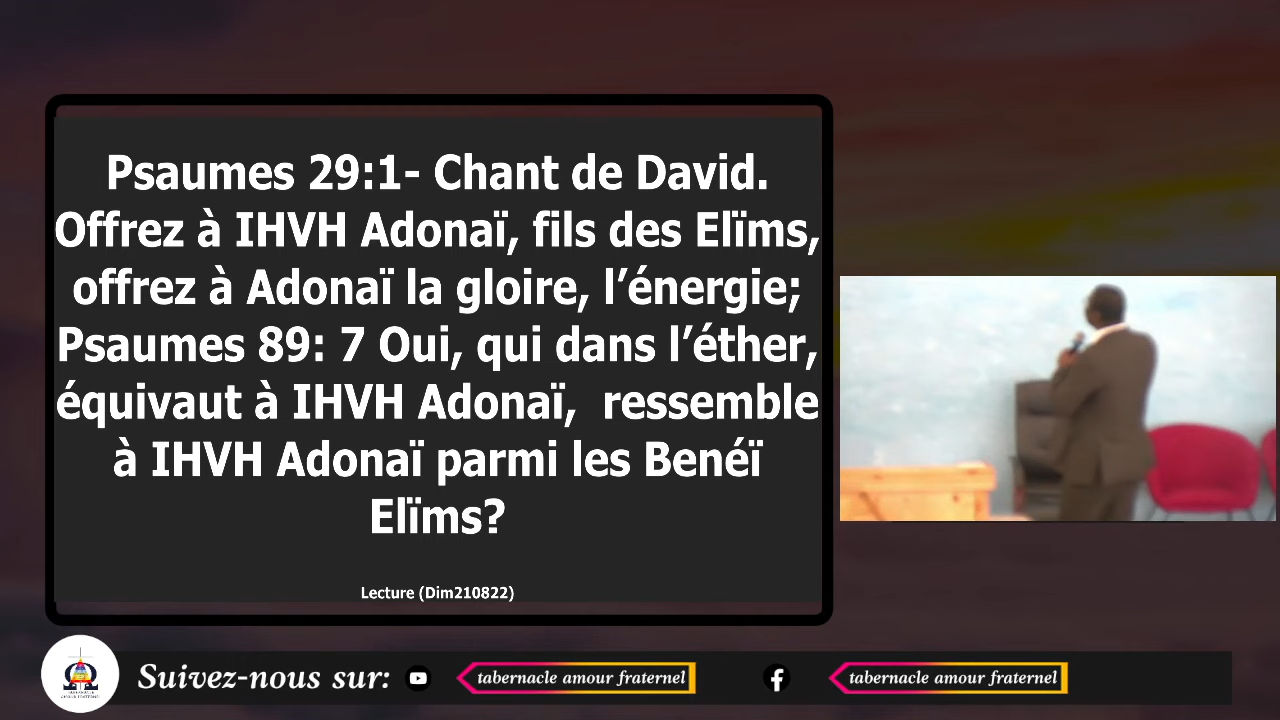 Psaumes 29:1- Chant de David.
Offrez à IHVH Adonaï, fils des Elïms,
offrez à Adonaï la gloire, l’énergie;
Psaumes 89: 7 Oui, qui dans l’éther,
équivaut à IHVH Adonaï,  ressemble
à IHVH Adonaï parmi les Benéï
Elïms?
Lecture (Dim210822)
Suivez-nous sur:
tabernacle amour fraternel
tabernacle amour fraternel